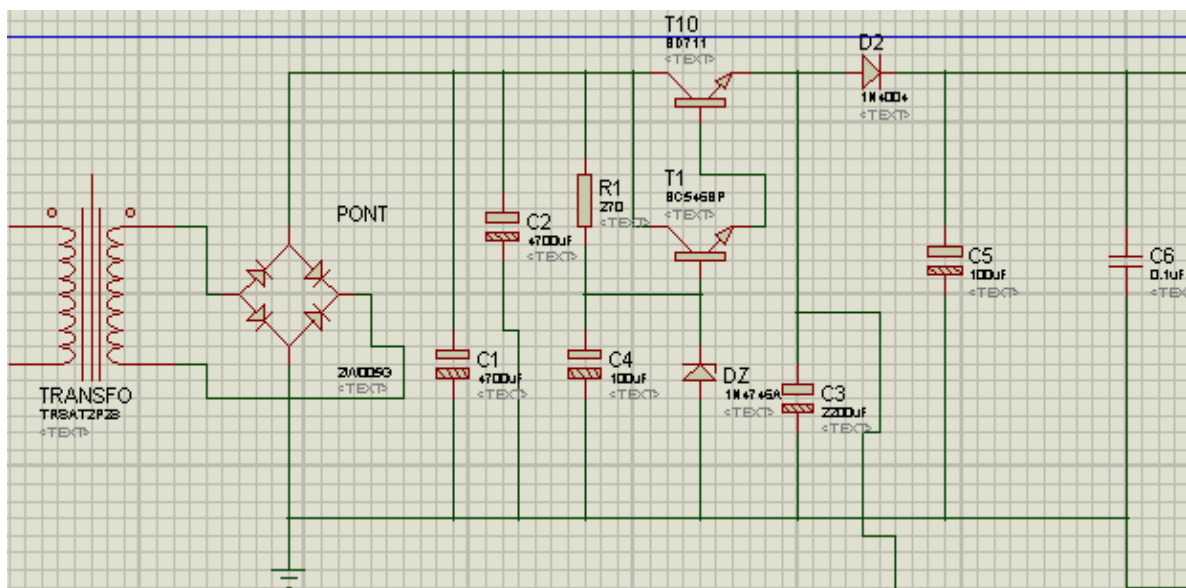 T10
BD711
<TEXT>
D2
1N4004
<TEXT>
T1
BC546BP
<TEXT>
R1
270
<TEXT>
PONT
C2
4700uF
<TEXT>
C5
100uF
<TEXT>
C6
0.1uF
<TEXT>
2W005G
<TEXT>
C1
4700uF
<TEXT>
C4
100uF
<TEXT>
DZ
1N4746A
<TEXT>
C3
2200uF
<TEXT>
TRANSFO
TRSAT2P2S
<TEXT>